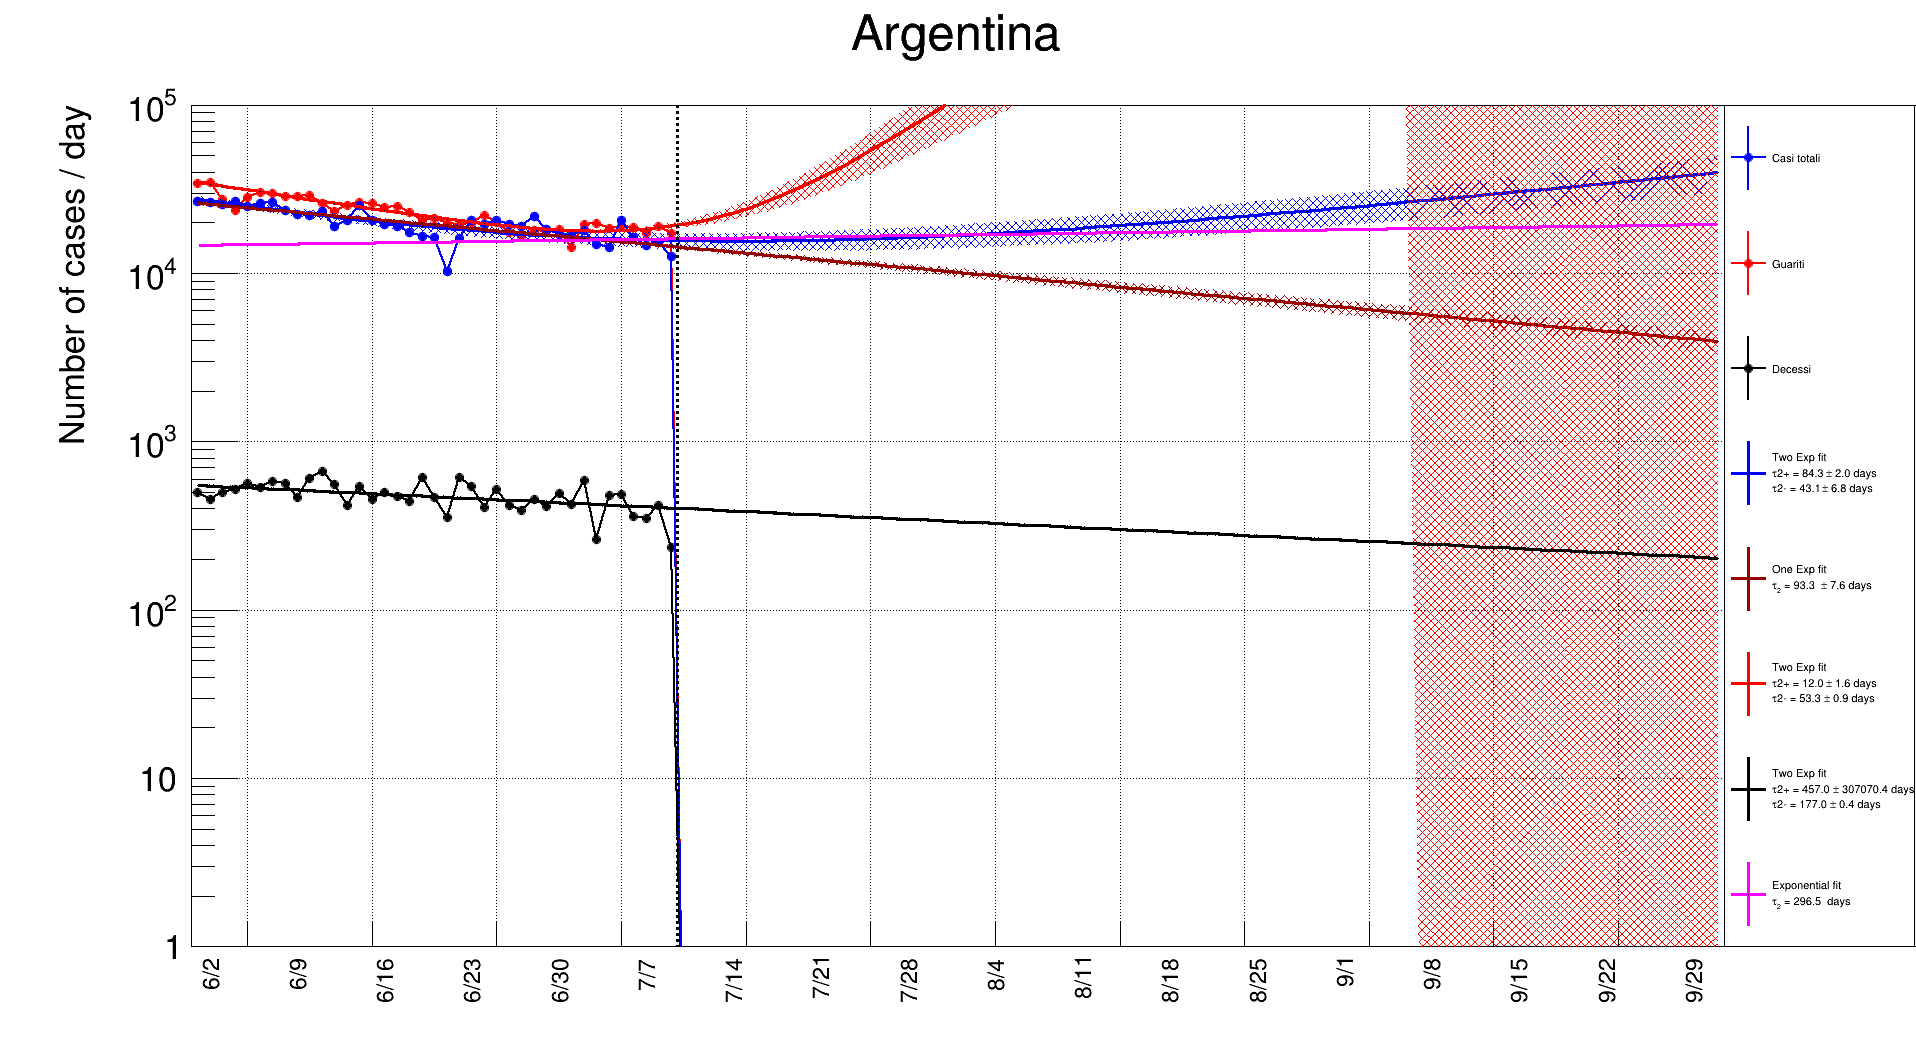 Argentina
Number of cases / day
10^5
10^4
10^3
10^2
10
1
6/2 6/9 6/16 6/23 6/30 7/7 7/14 7/21 7/28 8/4 8/11 8/18 8/25 9/1 9/8 9/15 9/22 9/29
Casi totali
Guariti
Decessi
Two Exp fit
τ2+ = 84.3 ± 2.0 days
τ2- = 43.1 ± 6.8 days
One Exp fit
τ₂ = 93.3 ± 7.6 days
Two Exp fit
τ2+ = 12.0 ± 1.6 days
τ2- = 53.3 ± 0.9 days
Two Exp fit
τ2+ = 457.0 ± 307070.4 days
τ2- = 177.0 ± 0.4 days
Exponential fit
τ₂ = 296.5 days